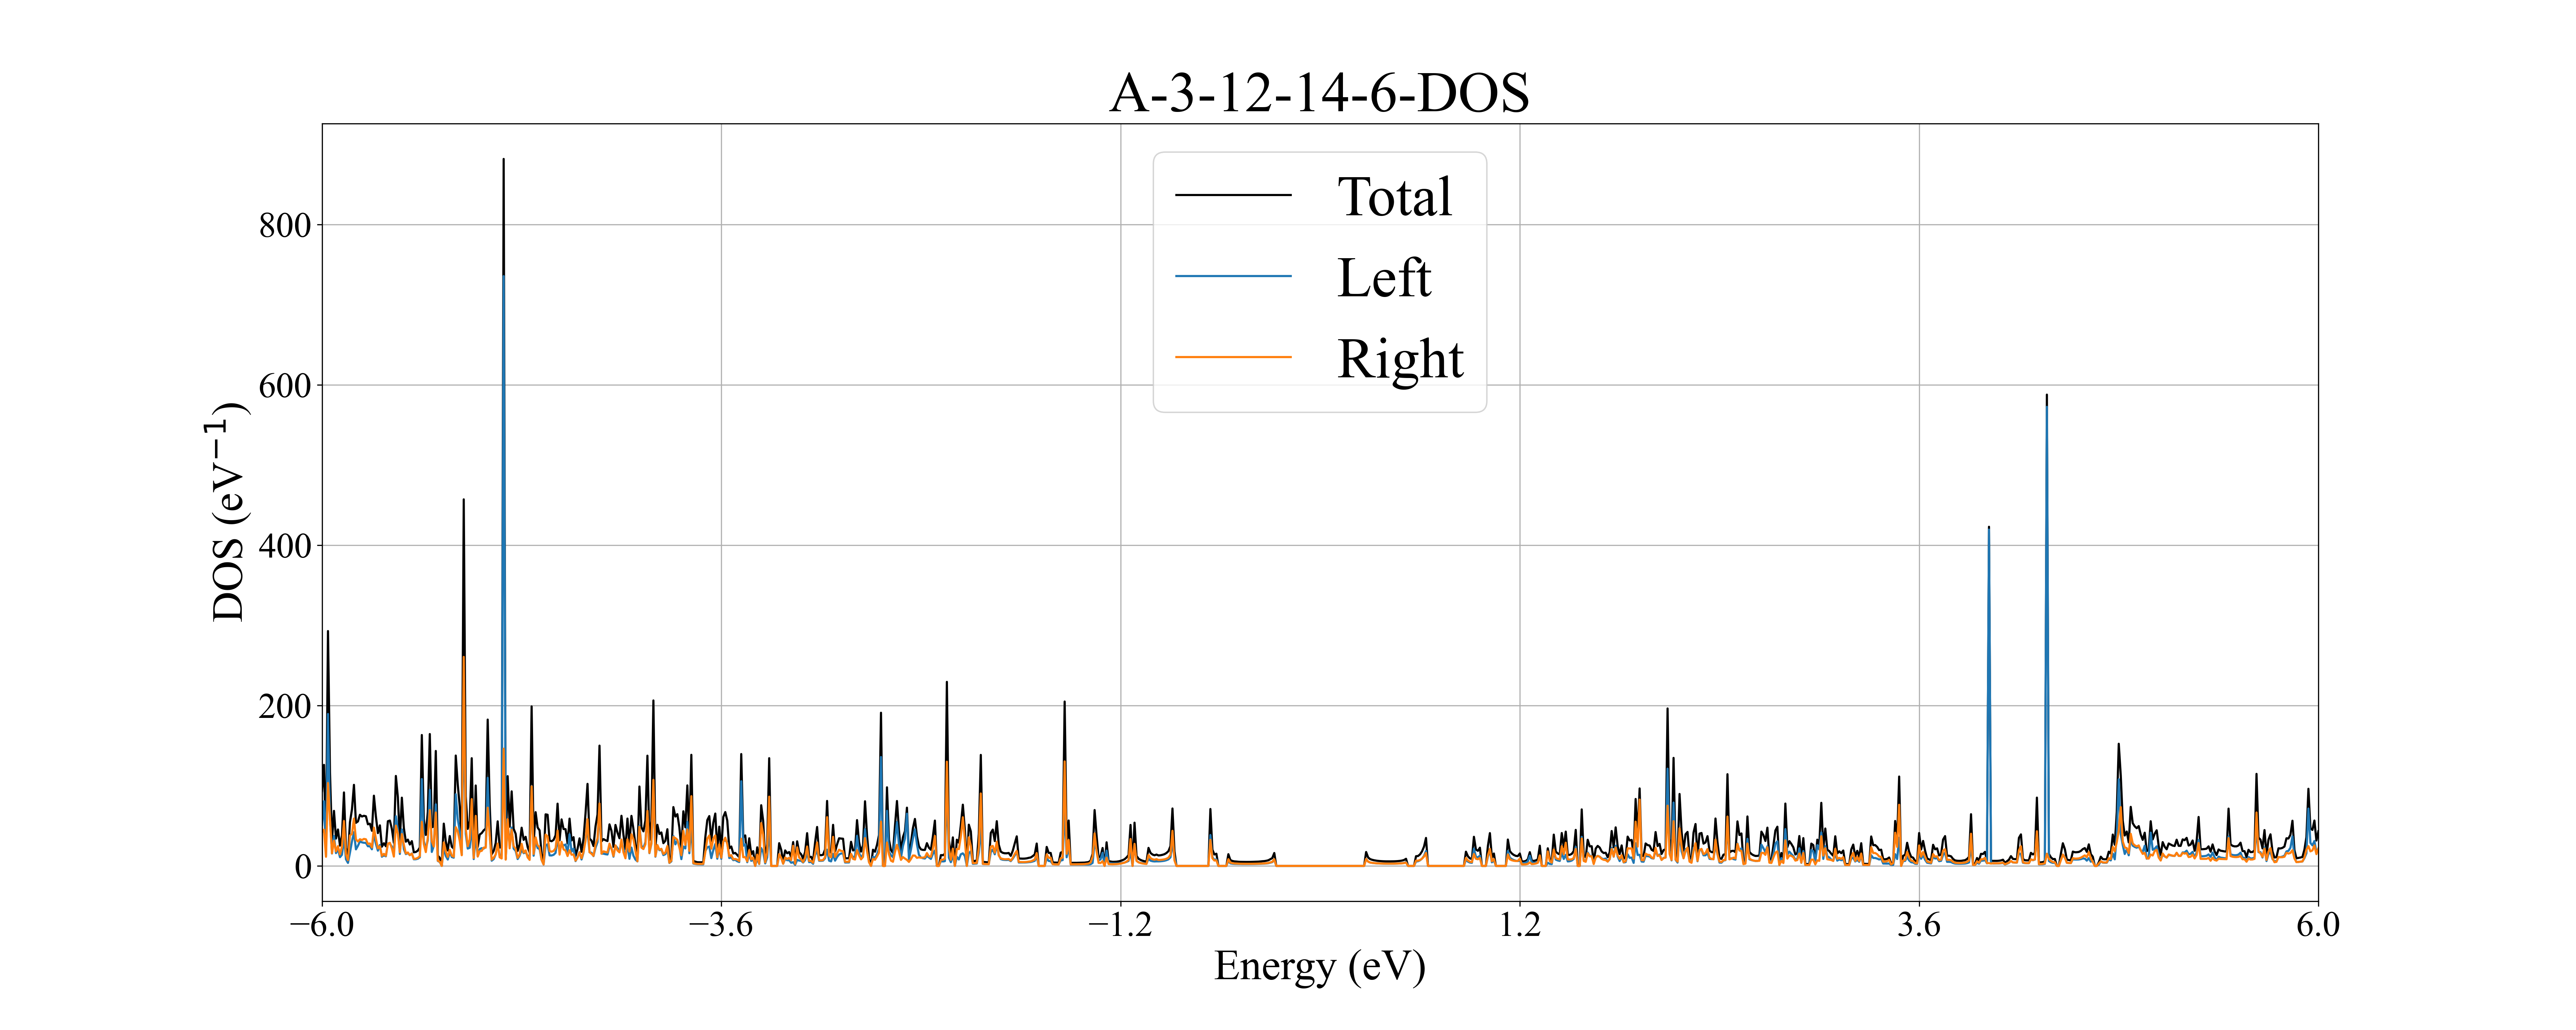 A-3-12-14-6-DOS
Total
Left
Right
DOS (eV⁻¹)
800
600
400
200
0
−6.0 −3.6 −1.2 1.2 3.6 6.0
Energy (eV)